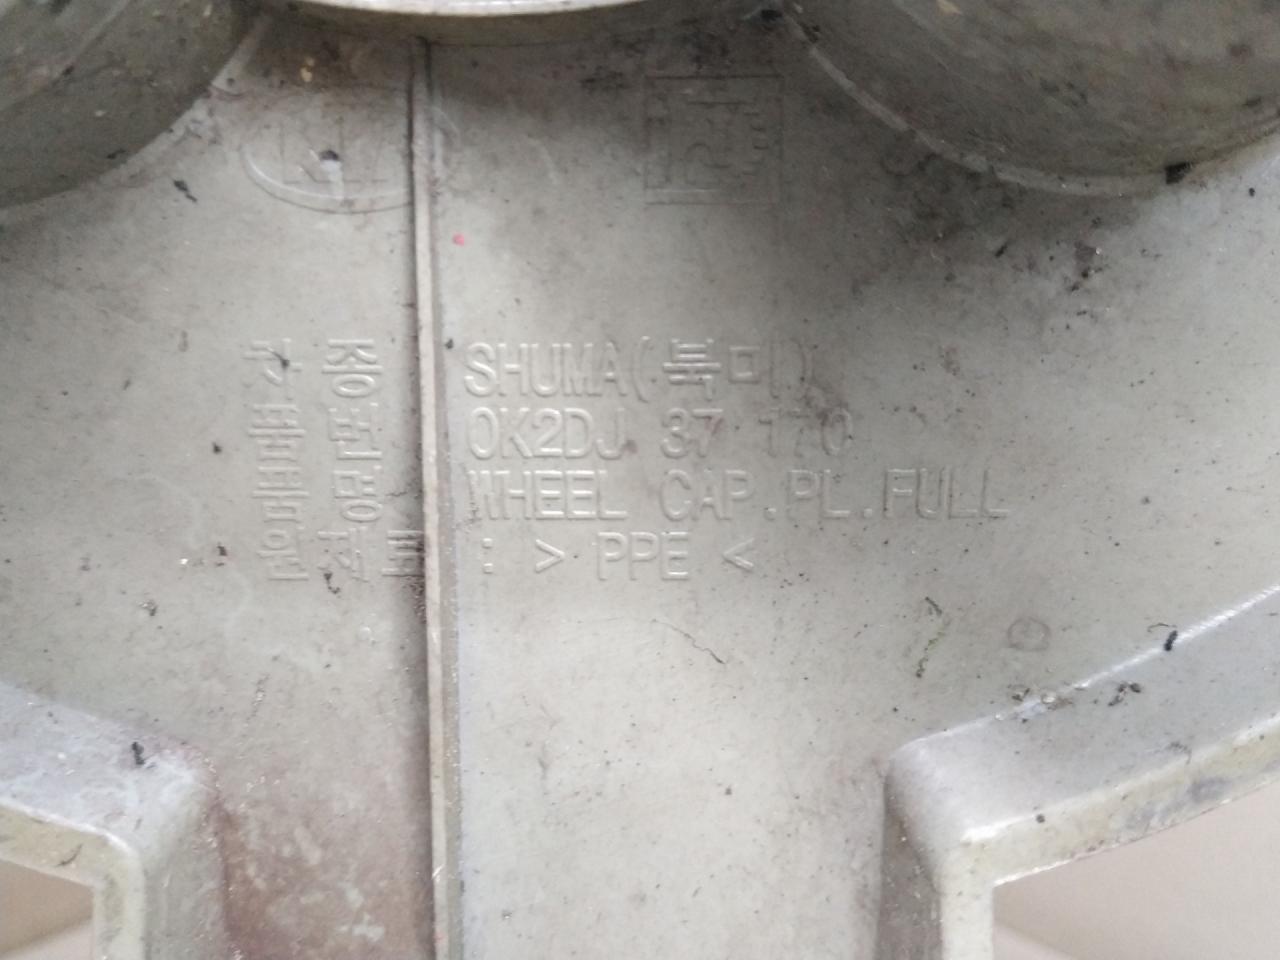 KIA
차 종 SHUMA(북미)
품 번 0K2DJ 37 170
품 명 WHEEL CAP.PL.FULL
원 재 료 : > PPE <